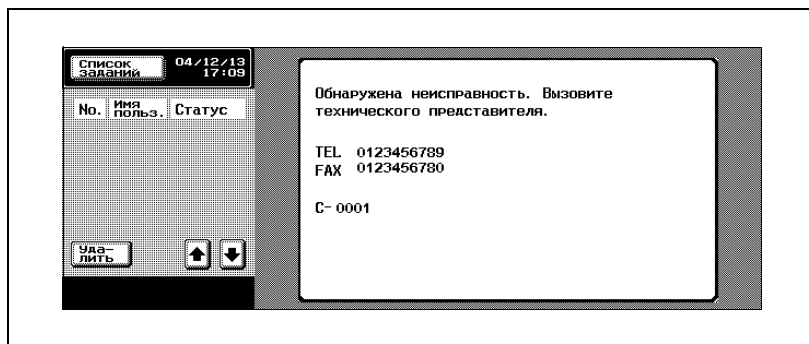 Список
заданий
04/12/13
17:09
No. Имя
польз. Статус
Уда-
лить
Обнаружена неисправность. Вызовите
технического представителя.
TEL 0123456789
FAX 0123456780
C-0001